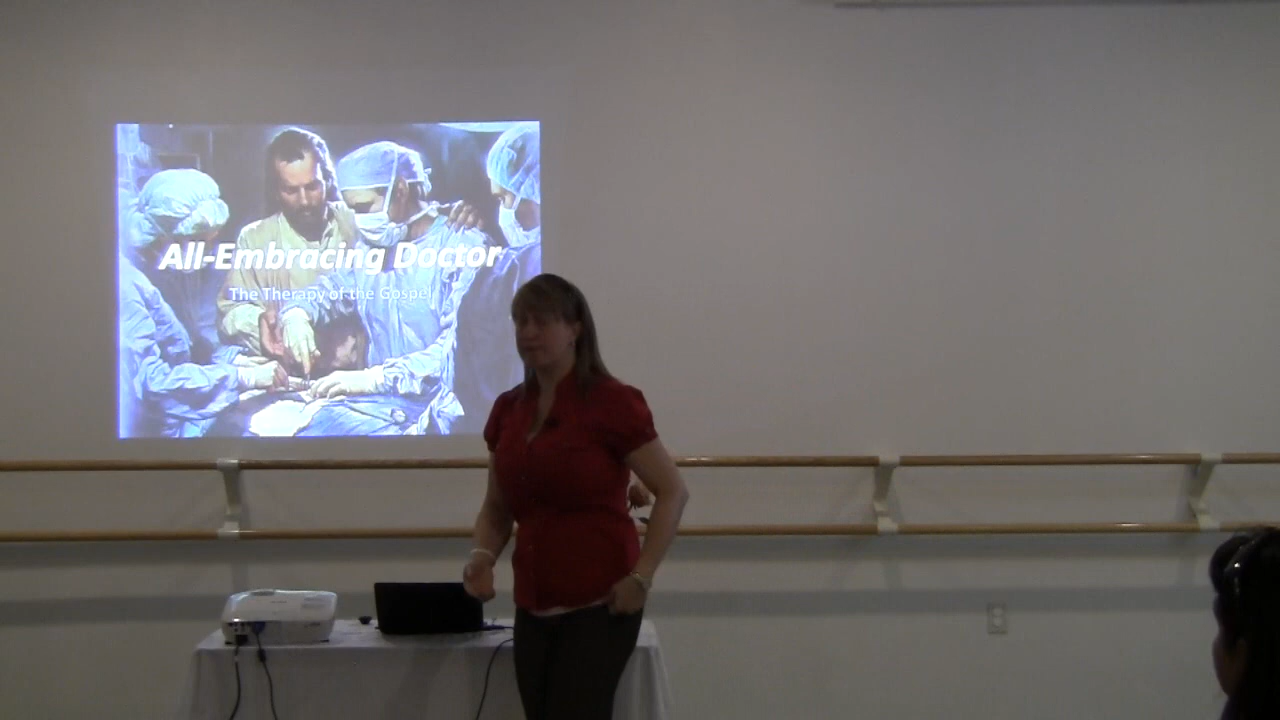 All-Embracing Doctor
The Therapy of the Gospel